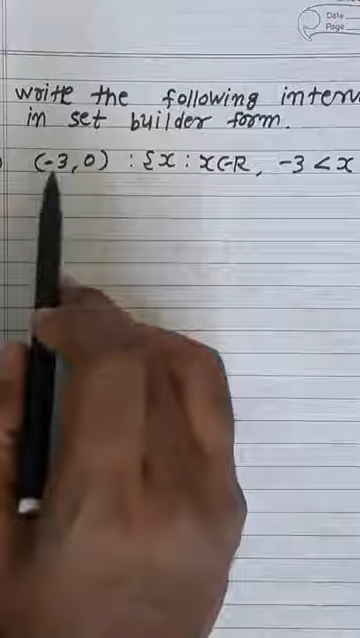 Date
Page
write the following interv
in set builder form.
(-3,0) : {x : x∈R, -3 < x